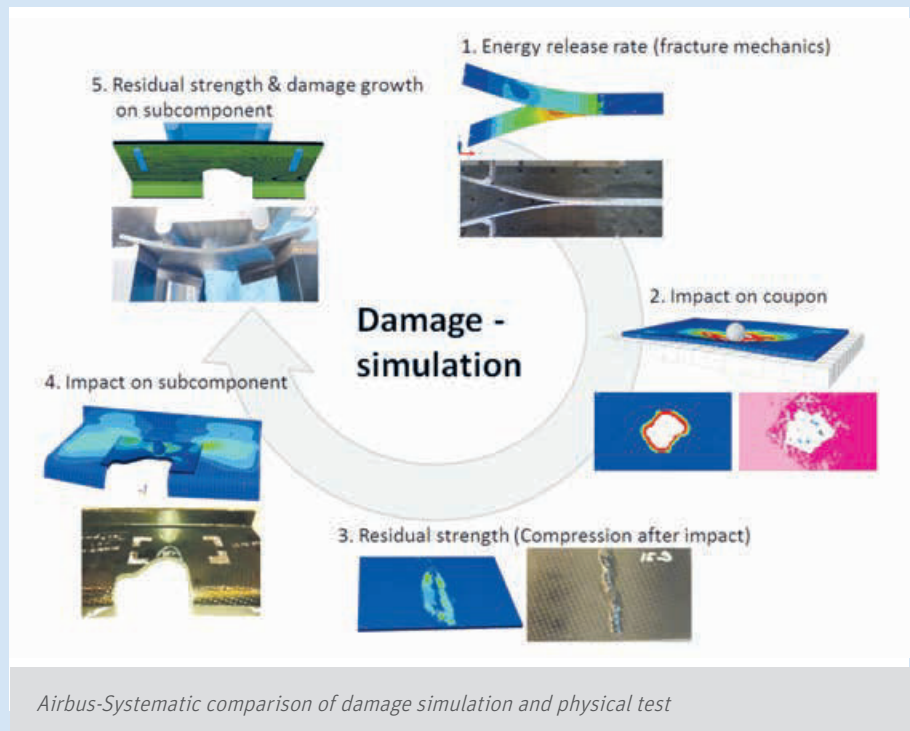 1. Energy release rate (fracture mechanics)
5. Residual strength & damage growth
on subcomponent
2. Impact on coupon
Damage -
simulation
4. Impact on subcomponent
3. Residual strength (Compression after impact)
Airbus-Systematic comparison of damage simulation and physical test